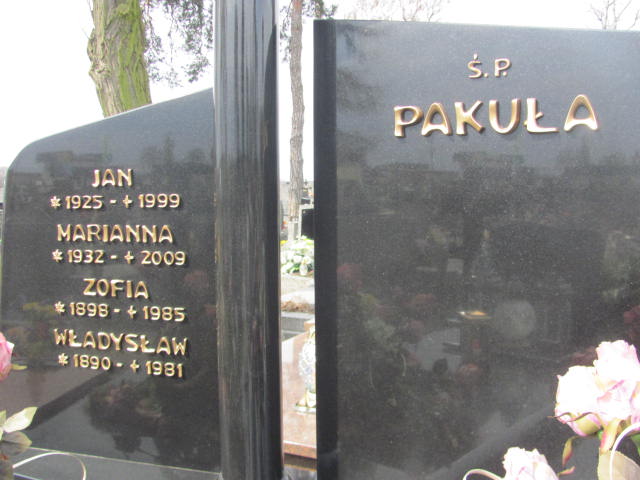 JAN
* 1925 - + 1999
MARIANNA
* 1932 - + 2009
ZOFIA
* 1898 - + 1985
WŁADYSŁAW
* 1890 - + 1981
Ś.P.
PAKUŁA